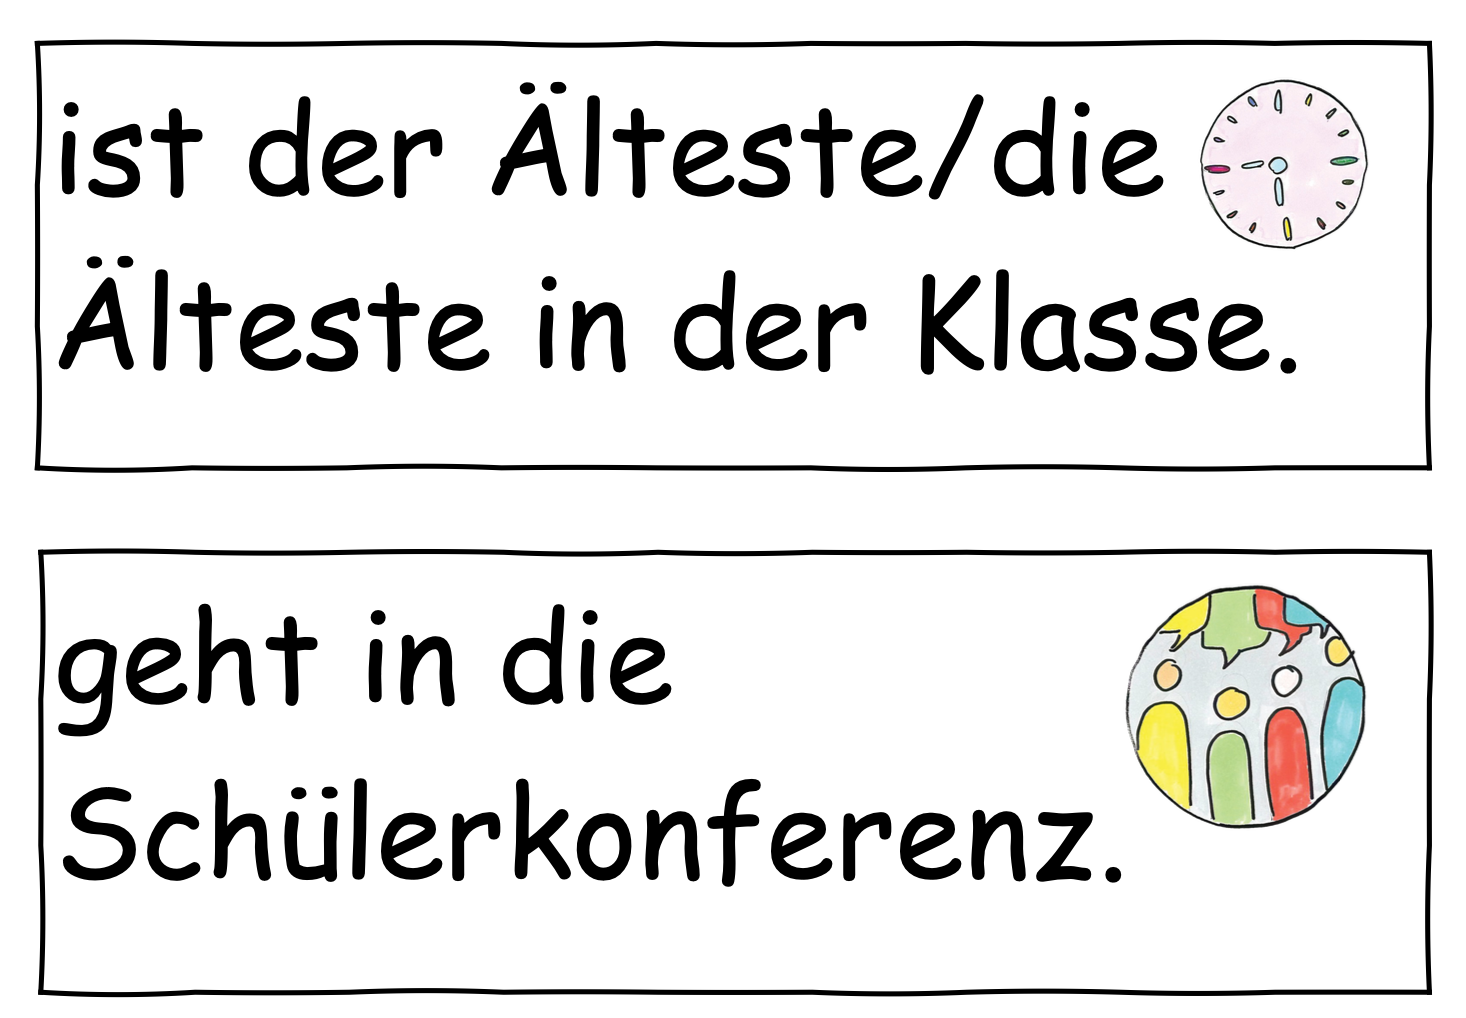 ist der Älteste/die
Älteste in der Klasse.
geht in die
Schülerkonferenz.